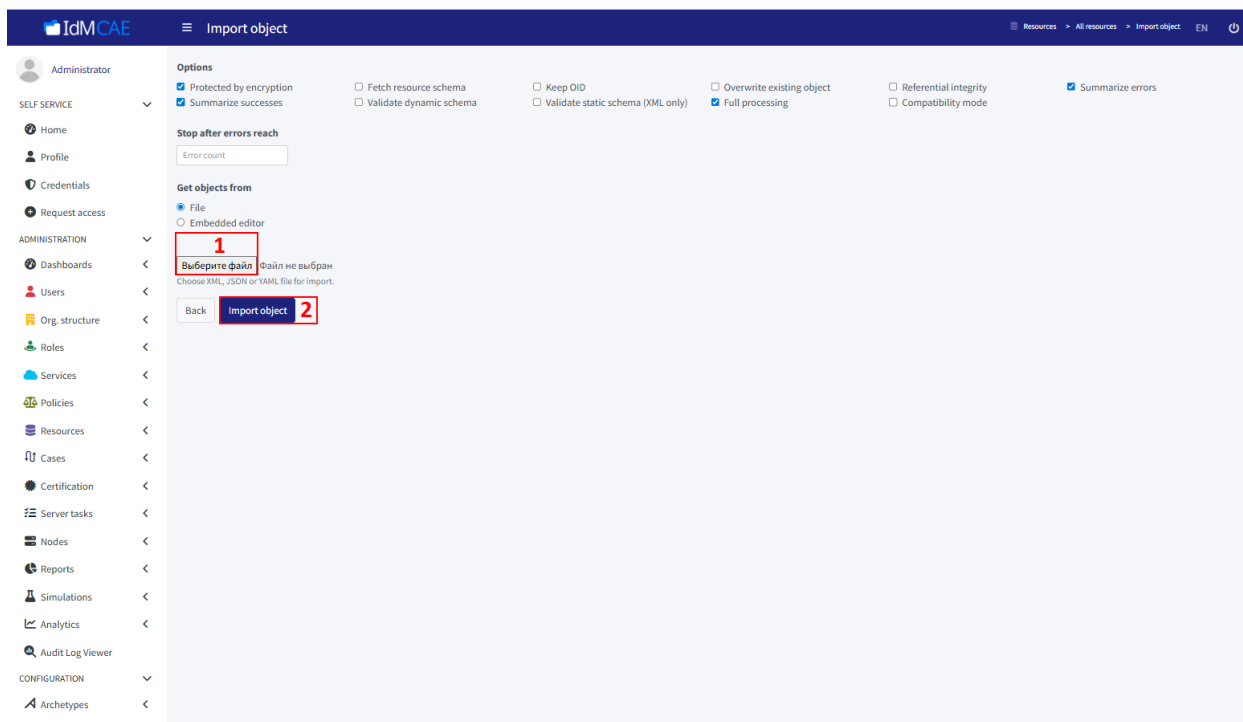 IdMCAE
Import object
Resources > All resources > Import object EN
Administrator
SELF SERVICE
Home
Profile
Credentials
Request access
ADMINISTRATION
Dashboards
Users
Org. structure
Roles
Services
Policies
Resources
Cases
Certification
Server tasks
Nodes
Reports
Simulations
Analytics
Audit Log Viewer
CONFIGURATION
Archetypes
Options
Protected by encryption Fetch resource schema Keep OID Overwrite existing object Referential integrity Summarize errors
Summarize successes Validate dynamic schema Validate static schema (XML only) Full processing Compatibility mode
Stop after errors reach
Error count
Get objects from
File
Embedded editor
1
Выберите файл Файл не выбран
Choose XML, JSON or YAML file for import.
Back Import object 2